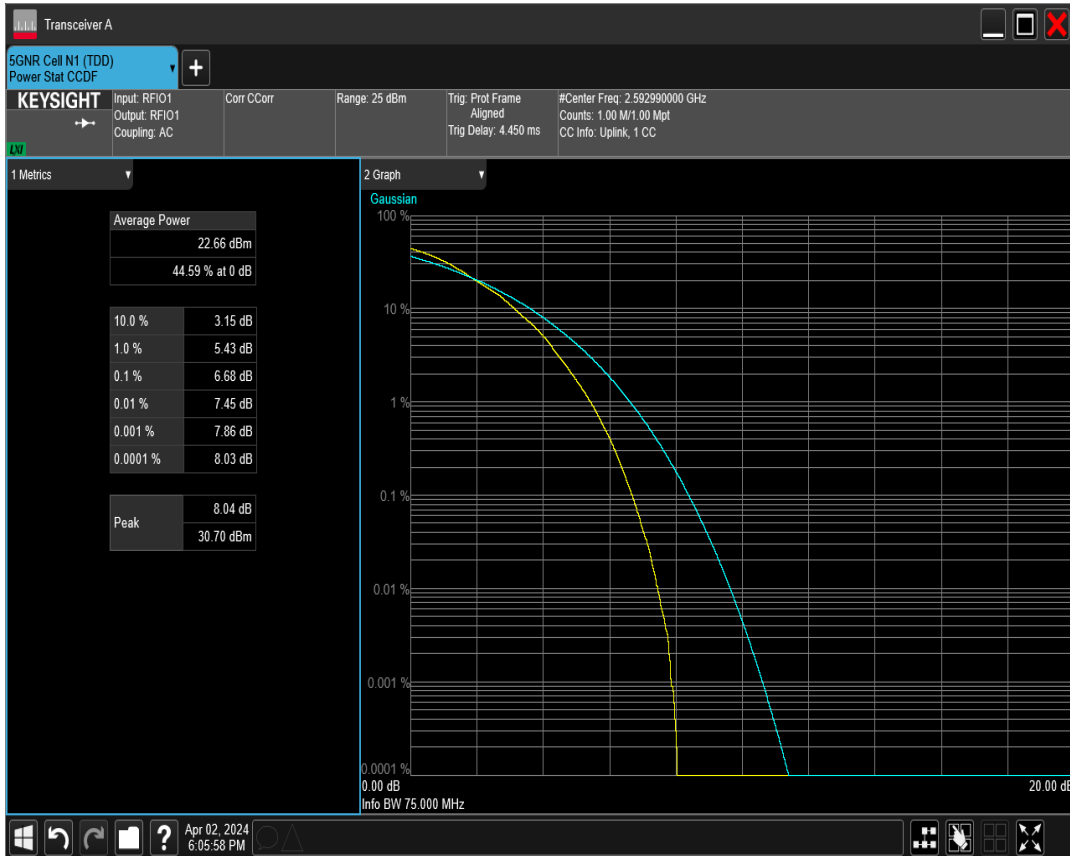 Transceiver A
5GNR Cell N1 (TDD)
Power Stat CCDF
+
KEYSIGHT
LXI
Input: RFIO1
Output: RFIO1
Coupling: AC
Corr CCorr
Range: 25 dBm
Trig: Prot Frame
Aligned
Trig Delay: 4.450 ms
#Center Freq: 2.592990000 GHz
Counts: 1.00 M/1.00 Mpt
CC Info: Uplink, 1 CC
1 Metrics
Average Power
22.66 dBm
44.59 % at 0 dB
10.0 % 3.15 dB
1.0 % 5.43 dB
0.1 % 6.68 dB
0.01 % 7.45 dB
0.001 % 7.86 dB
0.0001 % 8.03 dB
Peak
8.04 dB
30.70 dBm
2 Graph
Gaussian
100 %
10 %
1 %
0.1 %
0.01 %
0.001 %
0.0001 %
0.00 dB 20.00 dB
Info BW 75.000 MHz
?
Apr 02, 2024
6:05:58 PM